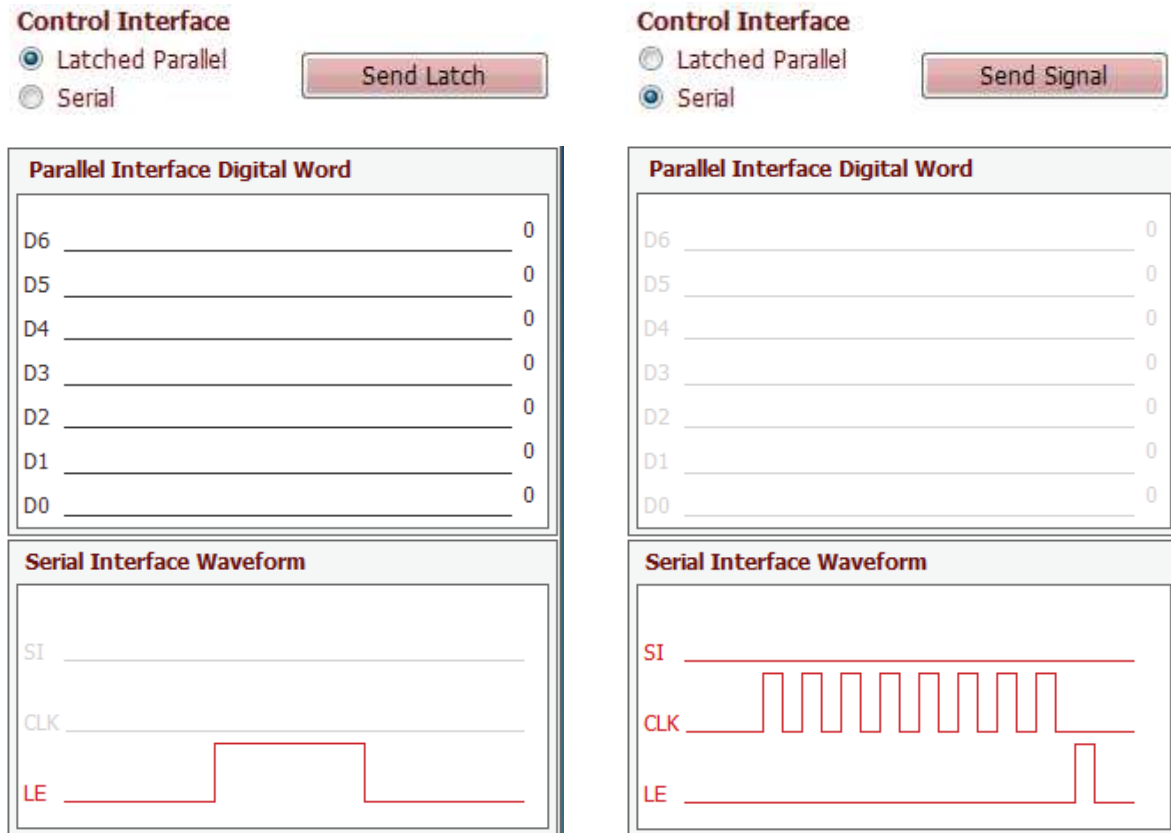 Control Interface
Latched Parallel
Serial
Send Latch
Parallel Interface Digital Word
D6 0
D5 0
D4 0
D3 0
D2 0
D1 0
D0 0
Serial Interface Waveform
SI
CLK
LE
Control Interface
Latched Parallel
Serial
Send Signal
Parallel Interface Digital Word
D6 0
D5 0
D4 0
D3 0
D2 0
D1 0
D0 0
Serial Interface Waveform
SI
CLK
LE